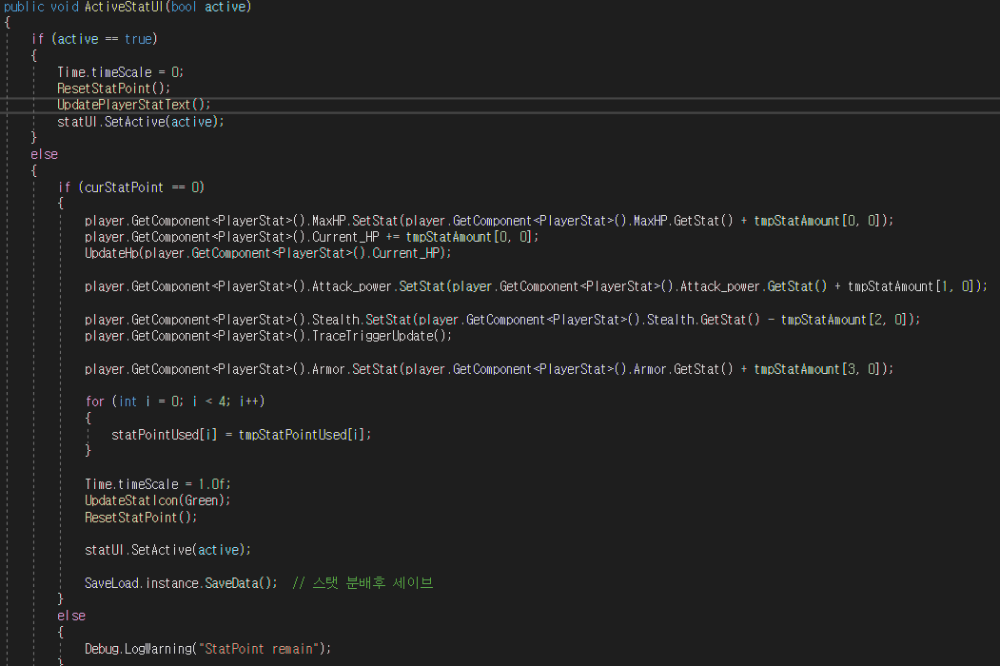 public void ActiveStatUI(bool active)
{
if (active == true)
{
Time.timeScale = 0;
ResetStatPoint();
UpdatePlayerStatText();
statUI.SetActive(active);
}
else
{
if (curStatPoint == 0)
{
player.GetComponent<PlayerStat>().MaxHP.SetStat(player.GetComponent<PlayerStat>().MaxHP.GetStat() + tmpStatAmount[0, 0]);
player.GetComponent<PlayerStat>().Current_HP += tmpStatAmount[0, 0];
UpdateHp(player.GetComponent<PlayerStat>().Current_HP);
player.GetComponent<PlayerStat>().Attack_power.SetStat(player.GetComponent<PlayerStat>().Attack_power.GetStat() + tmpStatAmount[1, 0]);
player.GetComponent<PlayerStat>().Stealth.SetStat(player.GetComponent<PlayerStat>().Stealth.GetStat() - tmpStatAmount[2, 0]);
player.GetComponent<PlayerStat>().TraceTriggerUpdate();
player.GetComponent<PlayerStat>().Armor.SetStat(player.GetComponent<PlayerStat>().Armor.GetStat() + tmpStatAmount[3, 0]);
for (int i = 0; i < 4; i++)
{
statPointUsed[i] = tmpStatPointUsed[i];
}
Time.timeScale = 1.0f;
UpdateStatIcon(Green);
ResetStatPoint();
statUI.SetActive(active);
SaveLoad.instance.SaveData(); // 스탯 분배후 세이브
}
else
{
Debug.LogWarning("StatPoint remain");
}